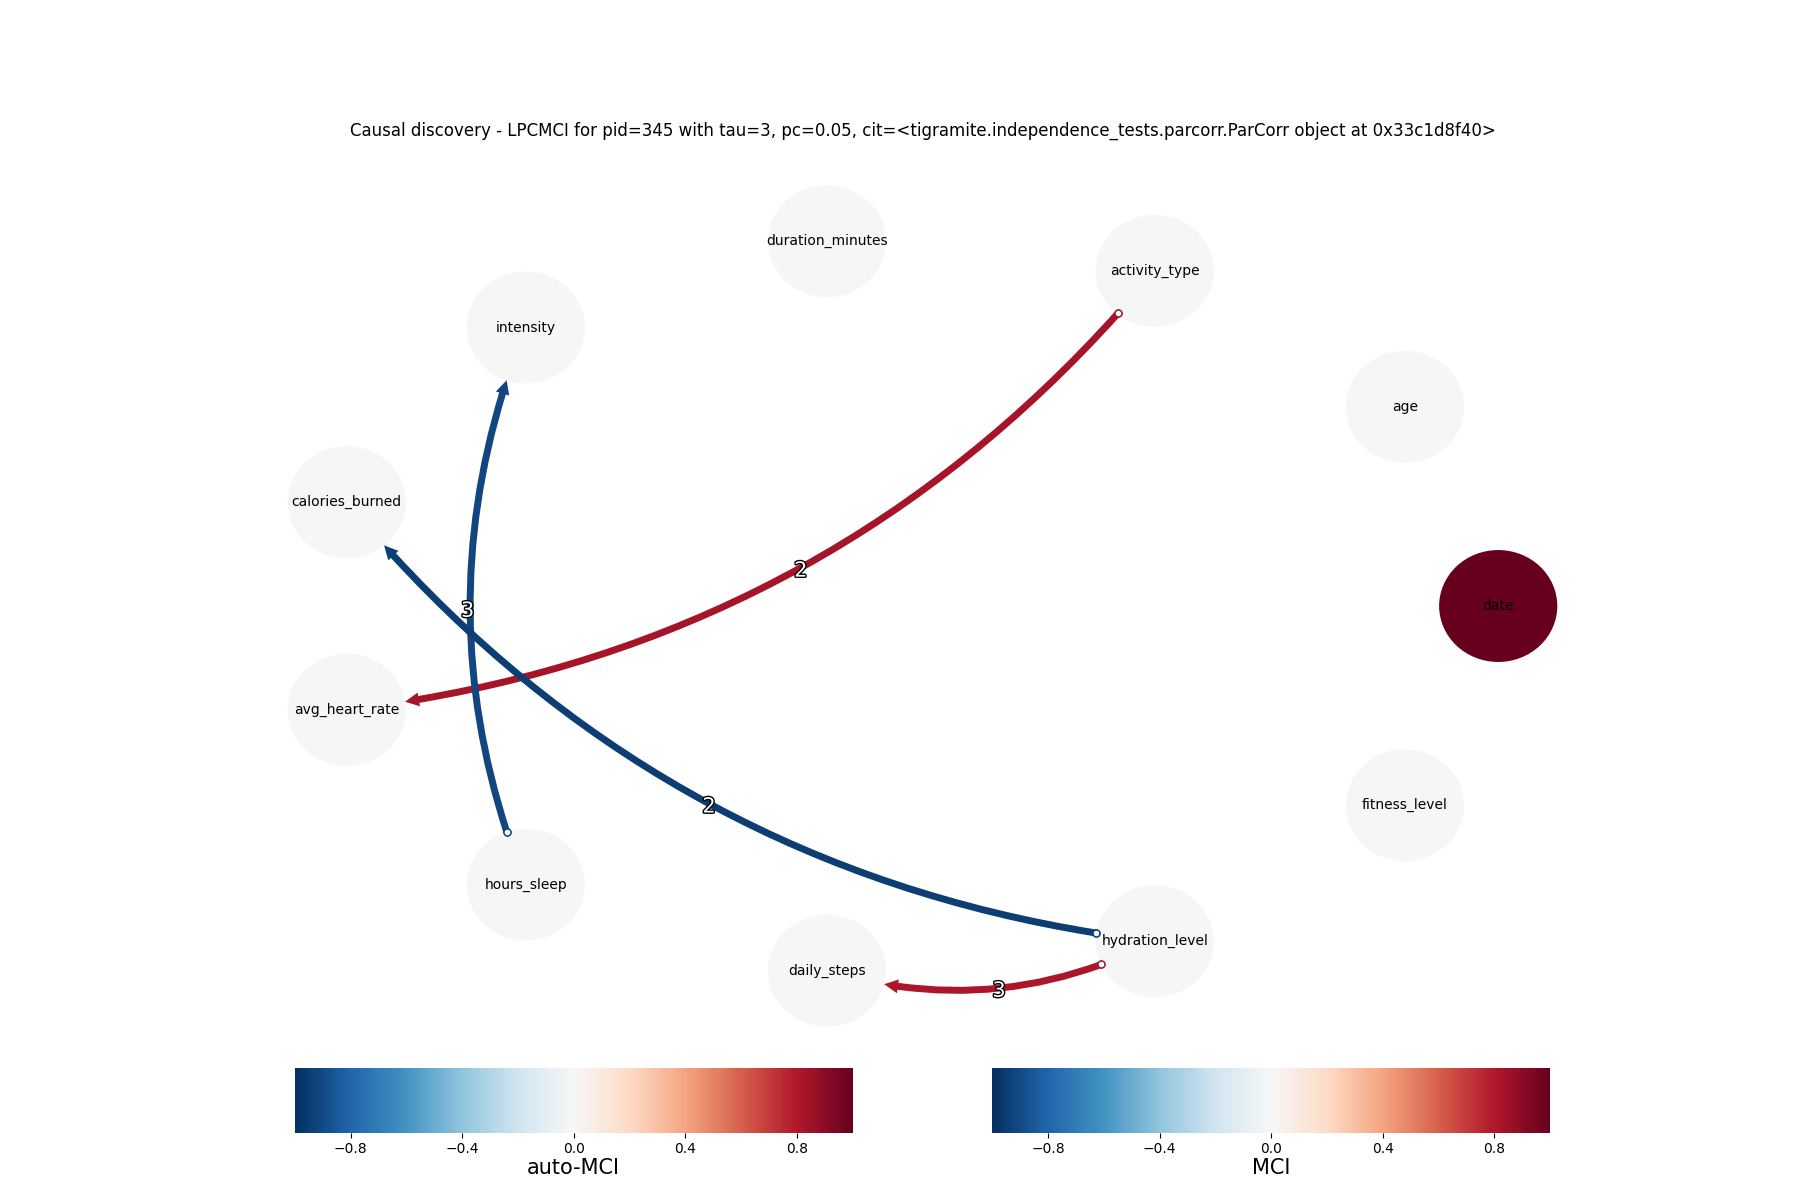 Causal discovery - LPCMCI for pid=345 with tau=3, pc=0.05, cit=<tigramite.independence_tests.parcorr.ParCorr object at 0x33c1d8f40>
duration_minutes
activity_type
intensity
age
calories_burned
2
date
3
avg_heart_rate
2
fitness_level
hours_sleep
hydration_level
daily_steps
3
−0.8 −0.4 0.0 0.4 0.8
auto-MCI
−0.8 −0.4 0.0 0.4 0.8
MCI